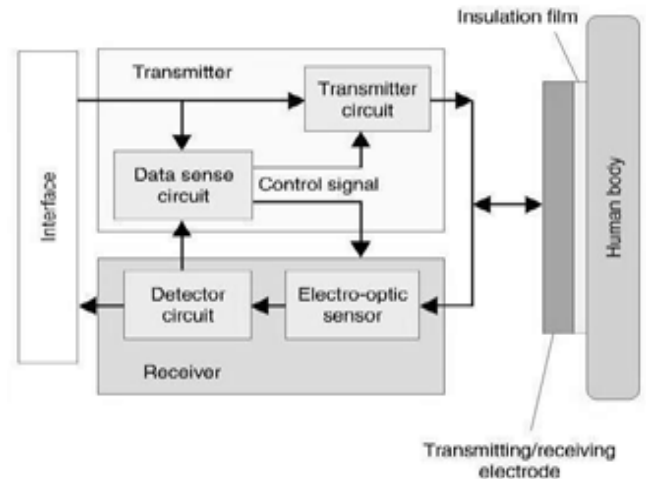 Insulation film
Transmitter
Transmitter
circuit
Data sense
circuit
Control signal
Interface
Human body
Detector
circuit
Electro-optic
sensor
Receiver
Transmitting/receiving
electrode